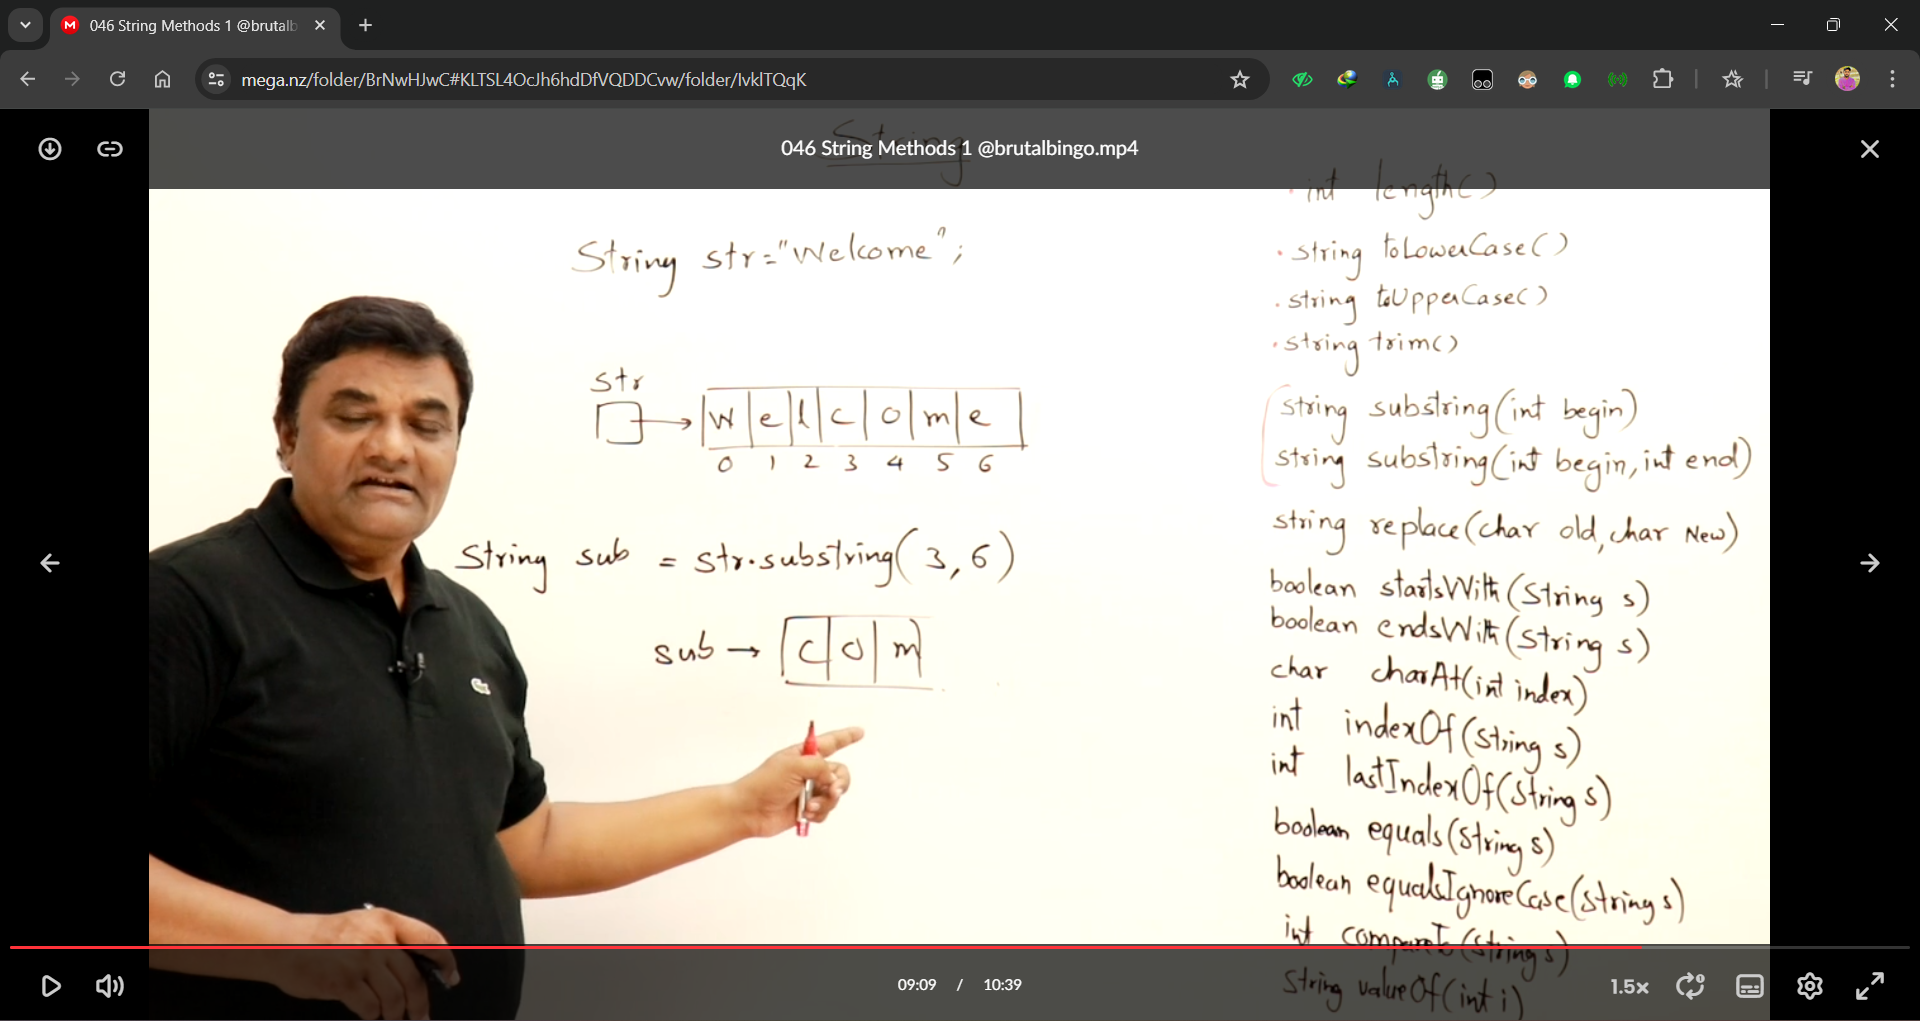 046 String Methods 1 @brutalb
mega.nz/folder/BrNwHJwC#KLTSL4OcJh6hdDfVQDDCvw/folder/IvklTQqK
String
046 String Methods 1 @brutalbingo.mp4
String str="Welcome";
str
W e l c o m e
0 1 2 3 4 5 6
String sub = str.substring(3,6)
sub → c o m
· int length()
· string toLowerCase()
· string toUpperCase()
· string trim()
string substring(int begin)
string substring(int begin, int end)
string replace(char old, char New)
boolean startsWith(String s)
boolean endsWith(String s)
char charAt(int index)
int indexOf(String s)
int lastIndexOf(String s)
boolean equals(String s)
boolean equalsIgnoreCase(String s)
int compareTo(String s)
String valueOf(int i)
09:09 / 10:39
1.5x